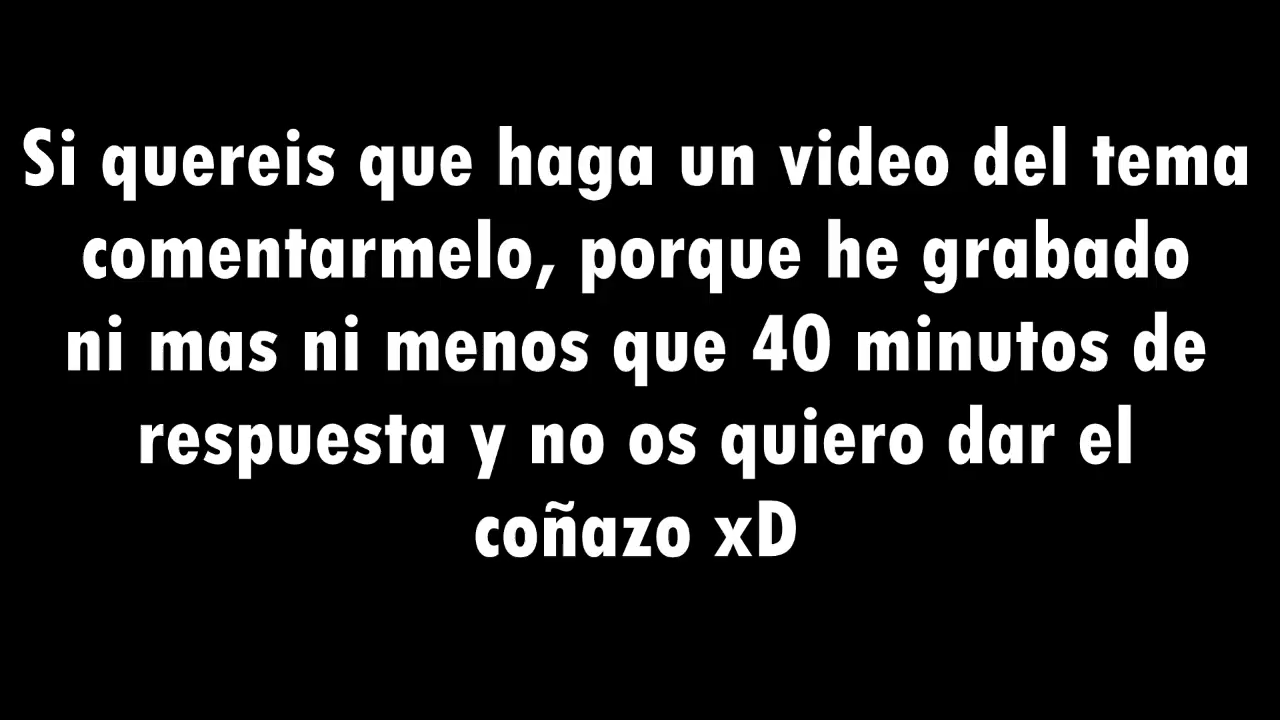 Si quereis que haga un video del tema
comentarmelo, porque he grabado
ni mas ni menos que 40 minutos de
respuesta y no os quiero dar el
coñazo xD